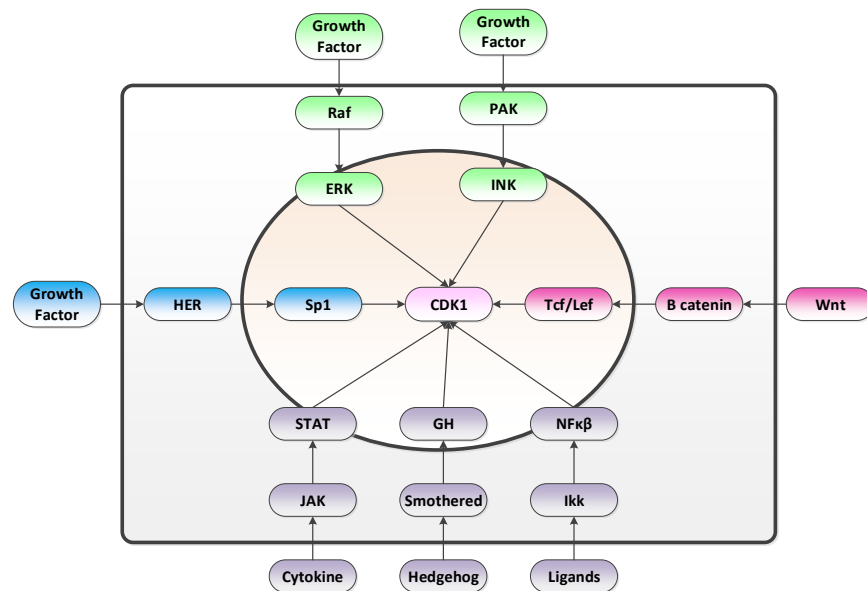 Growth
Factor
Growth
Factor
Raf
PAK
ERK
INK
Growth
Factor
HER
Sp1
CDK1
Tcf/Lef
B catenin
Wnt
STAT
GH
NFκβ
JAK
Smothered
Ikk
Cytokine
Hedgehog
Ligands